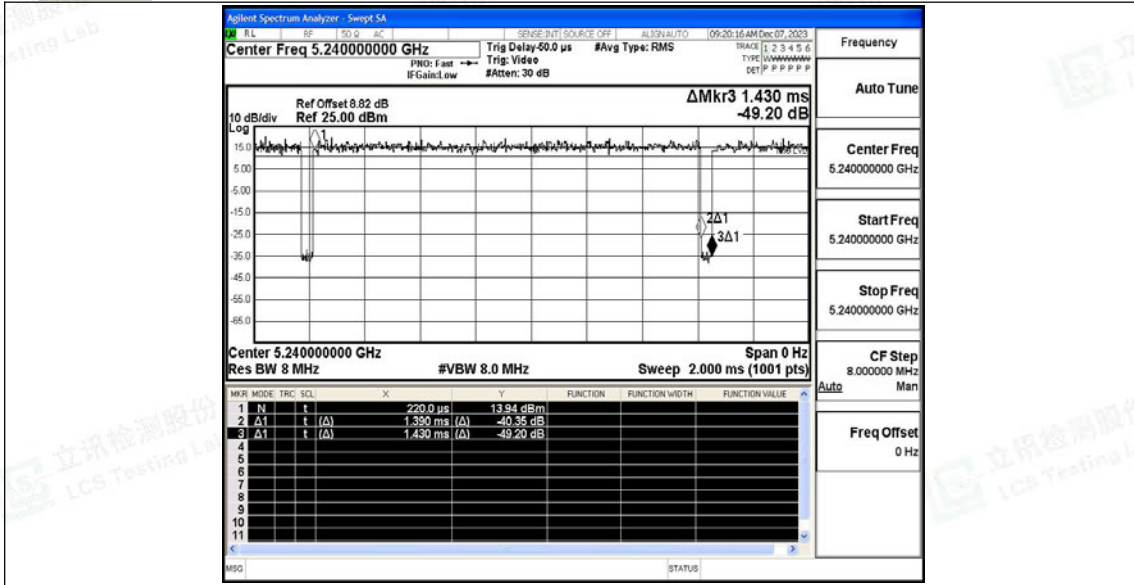 Agilent Spectrum Analyzer - Swept SA
RL RF 50 Ω AC SENSE:INT SOURCE OFF ALIGN AUTO 09:20:16 AM Dec 07, 2023
Center Freq 5.240000000 GHz
PNO: Fast
IFGain:Low
Trig Delay-50.0 µs
Trig: Video
#Atten: 30 dB
#Avg Type: RMS
TRACE 1 2 3 4 5 6
TYPE
DET P P P P P P
Frequency
Auto Tune
ΔMkr3 1.430 ms
-49.20 dB
Ref Offset 8.82 dB
10 dB/div Ref 25.00 dBm
Log
15.0
5.00
-5.00
-15.0
-25.0
-35.0
-45.0
-55.0
-65.0
1
2Δ1
3Δ1
Center Freq
5.240000000 GHz
Start Freq
5.240000000 GHz
Stop Freq
5.240000000 GHz
CF Step
8.000000 MHz
Auto Man
Freq Offset
0 Hz
Center 5.240000000 GHz Span 0 Hz
Res BW 8 MHz #VBW 8.0 MHz Sweep 2.000 ms (1001 pts)
MKR MODE TRC SCL X Y FUNCTION FUNCTION WIDTH FUNCTION VALUE
1 N t 220.0 µs 13.94 dBm
2 Δ1 t (Δ) 1.390 ms (Δ) -40.35 dB
3 Δ1 t (Δ) 1.430 ms (Δ) -49.20 dB
4
5
6
7
8
9
10
11
MSG STATUS
立讯检测股份
LCS Testing Lab
立讯检测股份